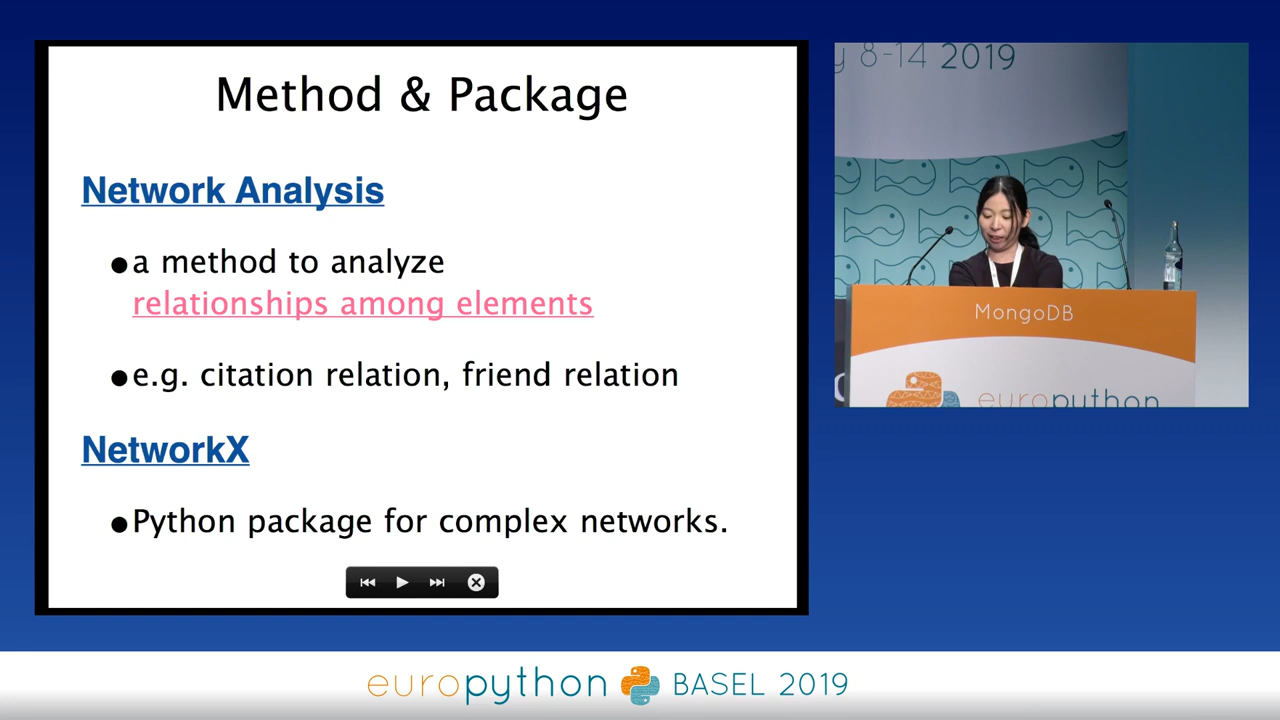 Method & Package
Network Analysis
●a method to analyze
relationships among elements
●e.g. citation relation, friend relation
NetworkX
●Python package for complex networks.
8-14 2019
MongoDB
europython
europython BASEL 2019